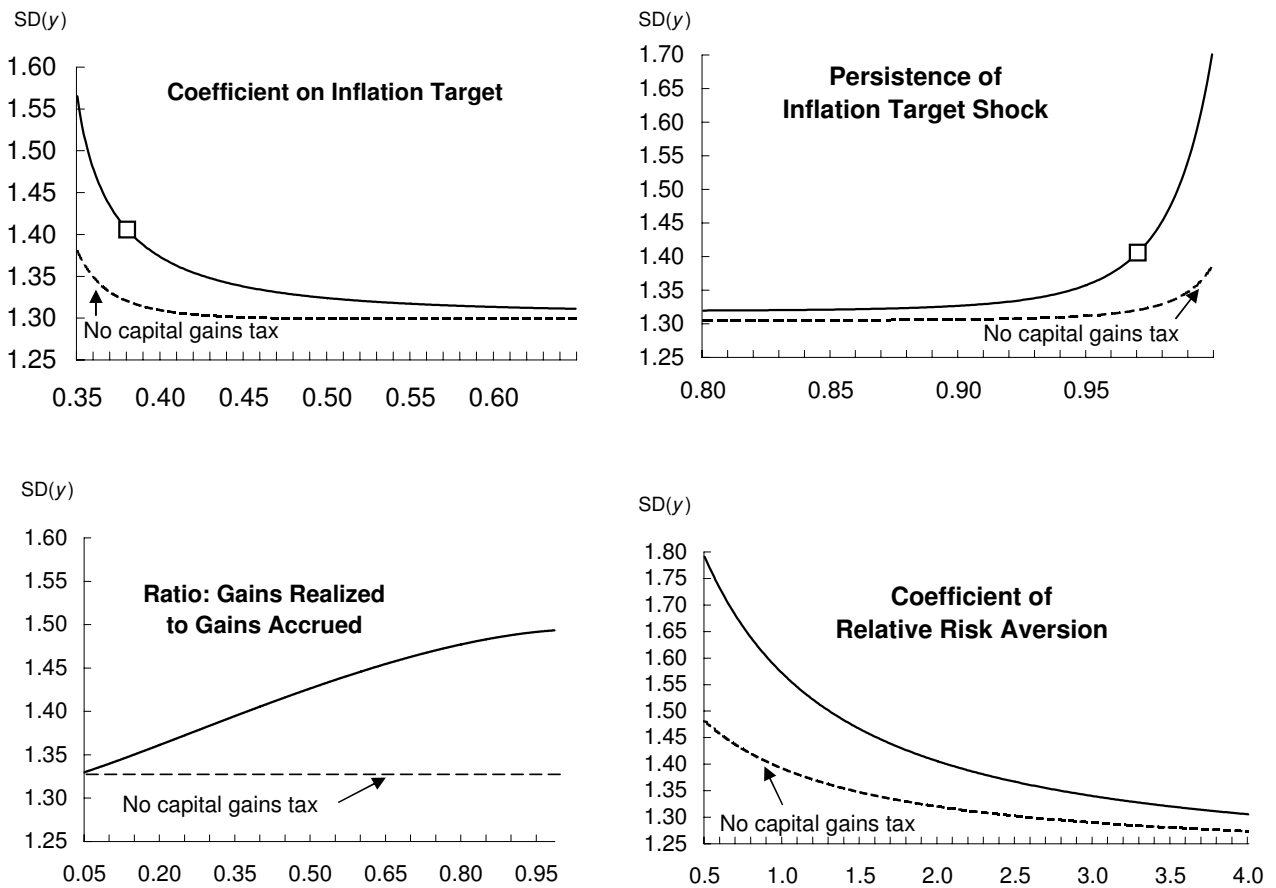 SD(y)
1.60
1.55
1.50
1.45
1.40
1.35
1.30
1.25
Coefficient on Inflation Target
No capital gains tax
0.35 0.40 0.45 0.50 0.55 0.60
SD(y)
1.70
1.65
1.60
1.55
1.50
1.45
1.40
1.35
1.30
1.25
Persistence of
Inflation Target Shock
No capital gains tax
0.80 0.85 0.90 0.95
SD(y)
1.60
1.55
1.50
1.45
1.40
1.35
1.30
1.25
Ratio: Gains Realized
to Gains Accrued
No capital gains tax
0.05 0.20 0.35 0.50 0.65 0.80 0.95
SD(y)
1.80
1.75
1.70
1.65
1.60
1.55
1.50
1.45
1.40
1.35
1.30
1.25
Coefficient of
Relative Risk Aversion
No capital gains tax
0.5 1.0 1.5 2.0 2.5 3.0 3.5 4.0